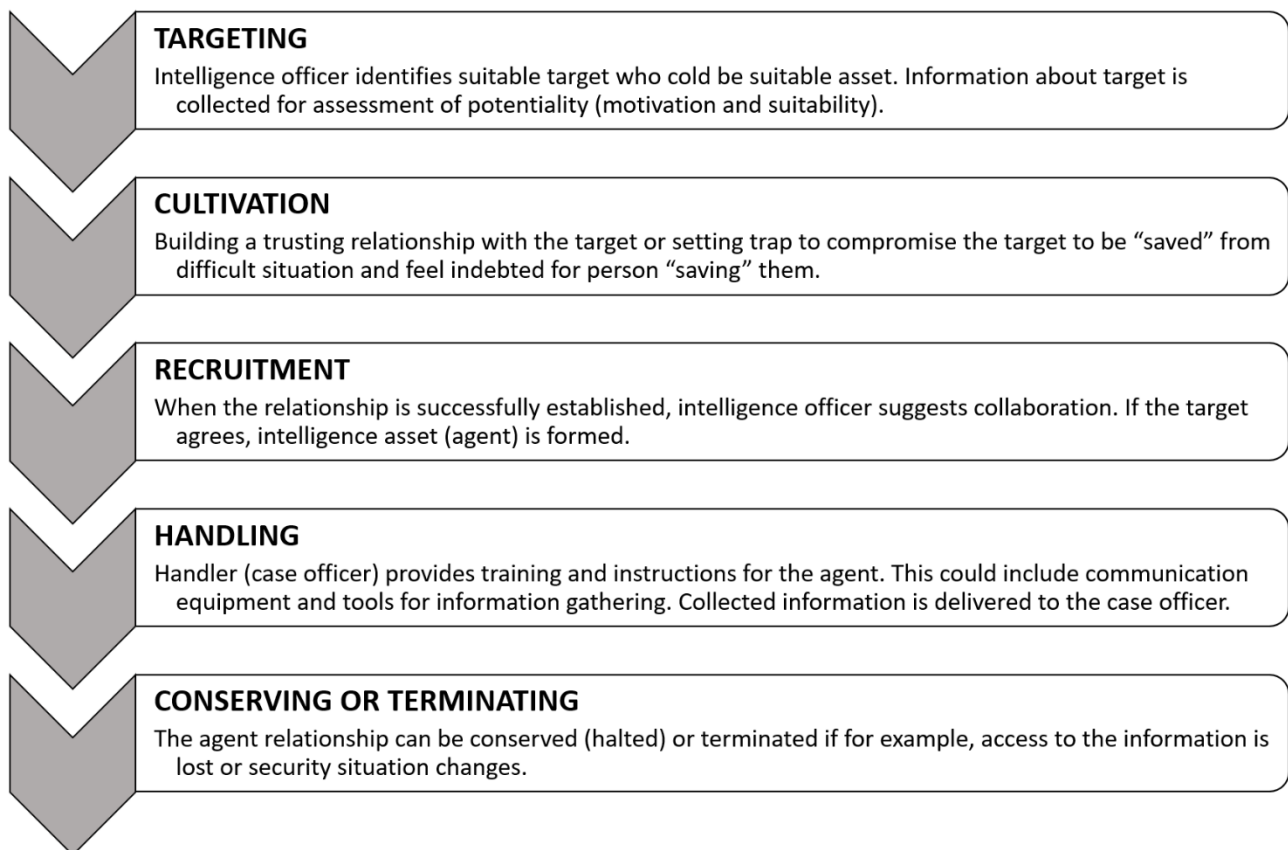 TARGETING
Intelligence officer identifies suitable target who cold be suitable asset. Information about target is
collected for assessment of potentiality (motivation and suitability).
CULTIVATION
Building a trusting relationship with the target or setting trap to compromise the target to be “saved” from
difficult situation and feel indebted for person “saving” them.
RECRUITMENT
When the relationship is successfully established, intelligence officer suggests collaboration. If the target
agrees, intelligence asset (agent) is formed.
HANDLING
Handler (case officer) provides training and instructions for the agent. This could include communication
equipment and tools for information gathering. Collected information is delivered to the case officer.
CONSERVING OR TERMINATING
The agent relationship can be conserved (halted) or terminated if for example, access to the information is
lost or security situation changes.